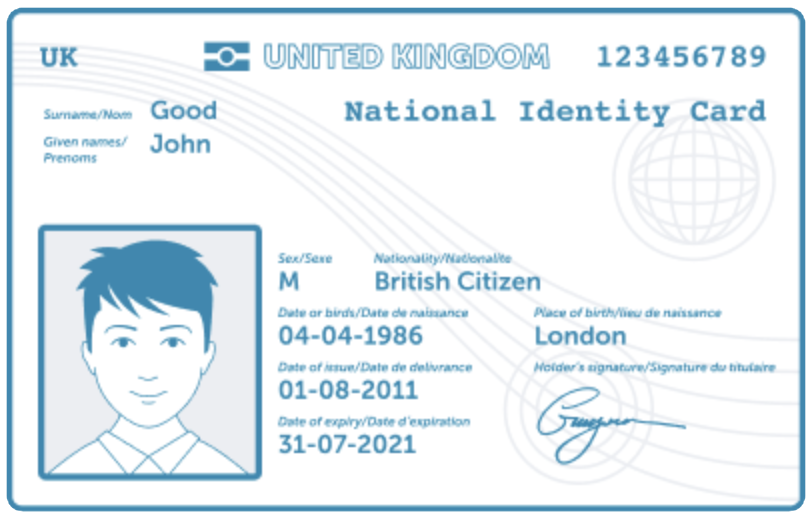 UK UNITED KINGDOM 123456789
National Identity Card
Surname/Nom Good
Given names/
Prenoms
John
Sex/Sexe Nationality/Nationalite
M British Citizen
Date or birds/Date de naissance Place of birth/lieu de naissance
04-04-1986 London
Date of issue/Date de delivrance Holder's signature/Signature du titulaire
01-08-2011
Date of expiry/Date d'expiration
31-07-2021